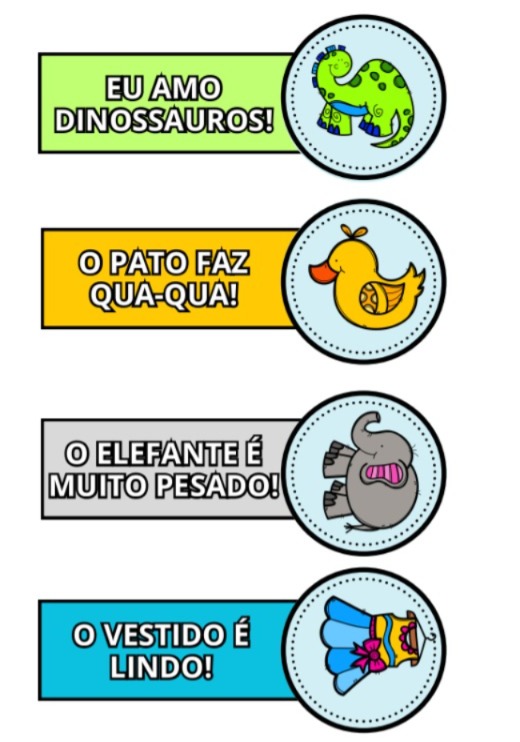 EU AMO
DINOSSAUROS!
O PATO FAZ
QUA-QUA!
O ELEFANTE É
MUITO PESADO!
O VESTIDO É
LINDO!